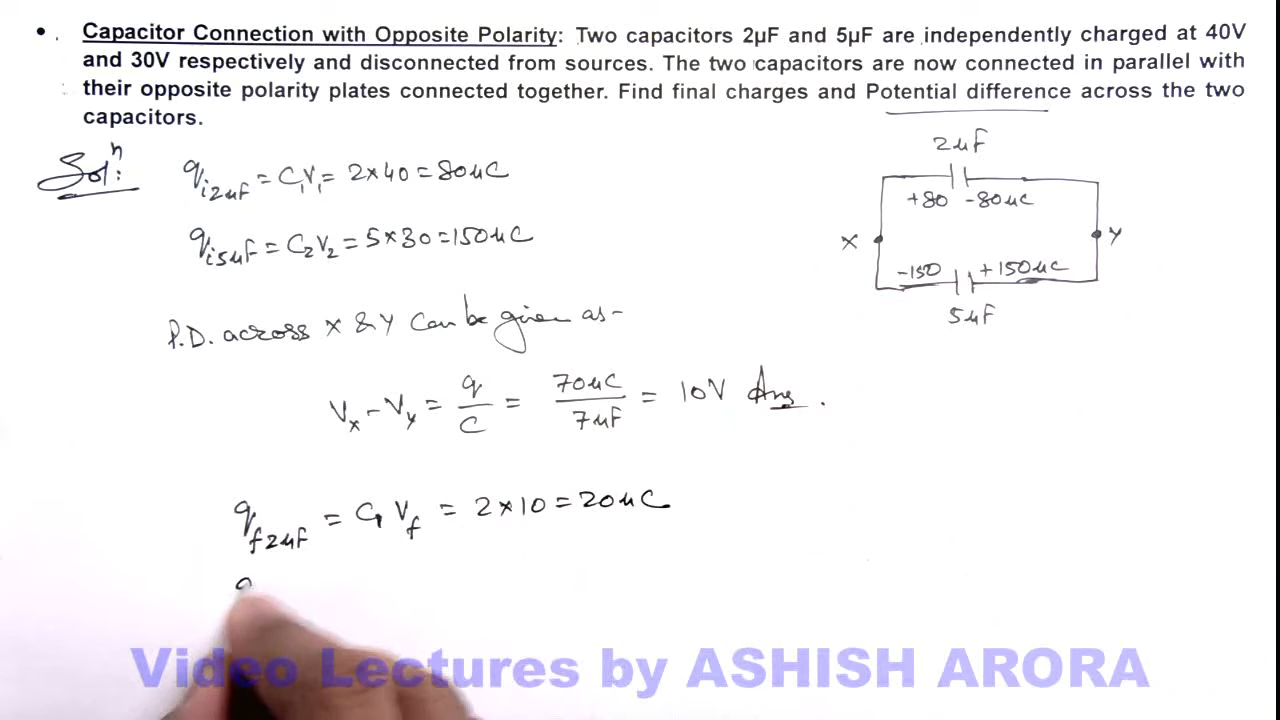 • Capacitor Connection with Opposite Polarity: Two capacitors 2µF and 5µF are independently charged at 40V
and 30V respectively and disconnected from sources. The two capacitors are now connected in parallel with
their opposite polarity plates connected together. Find final charges and Potential difference across the two
capacitors.
Solⁿ:
q_i2µF = C₁V₁ = 2×40 = 80µC
q_i5µF = C₂V₂ = 5×30 = 150µC
2µF
+80 -80µC
X Y
-150 +150µC
5µF
P.D. across X & Y can be given as-
V_x - V_y = q/C = 70µC/7µF = 10V Ans.
q_f2µF = C₁ V_f = 2×10 = 20µC
q
Video Lectures by ASHISH ARORA